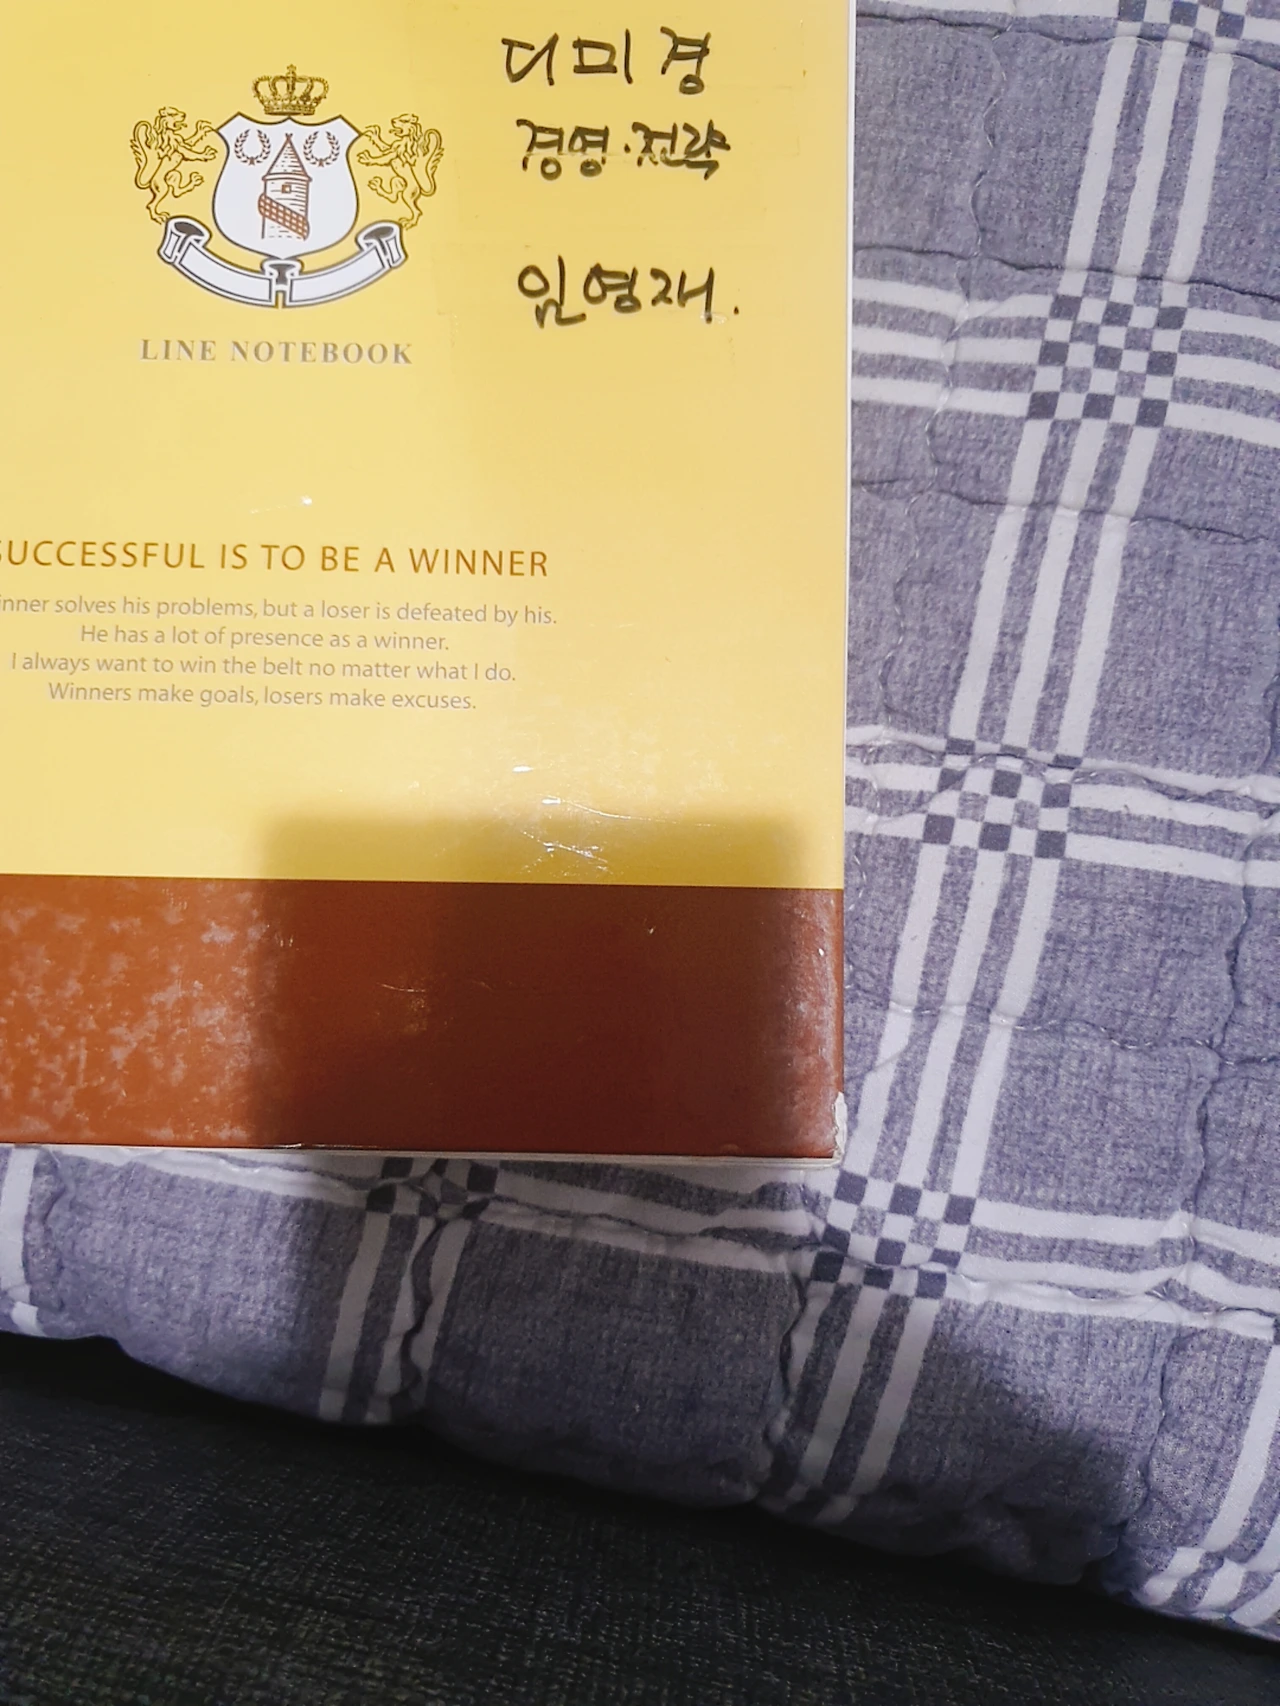 디미경
경영·전략
임영재.
LINE NOTEBOOK
SUCCESSFUL IS TO BE A WINNER
solves his problems, but a loser is defeated by his.
He has a lot of presence as a winner.
I always want to win the belt no matter what I do.
Winners make goals, losers make excuses.